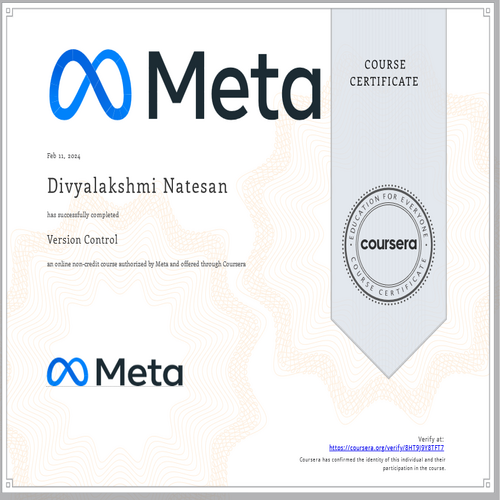 Meta
COURSE
CERTIFICATE
Feb 11, 2024
Divyalakshmi Natesan
has successfully completed
Version Control
an online non-credit course authorized by Meta and offered through Coursera
EDUCATION FOR EVERYONE
coursera
COURSE CERTIFICATE
Meta
Verify at:
https://coursera.org/verify/8HT9J9Y8TFT7
Coursera has confirmed the identity of this individual and their
participation in the course.